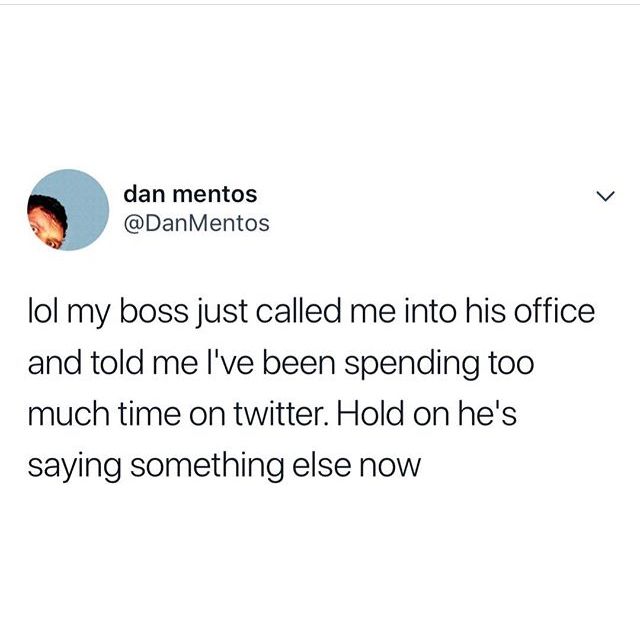 dan mentos
@DanMentos
lol my boss just called me into his office
and told me I've been spending too
much time on twitter. Hold on he's
saying something else now